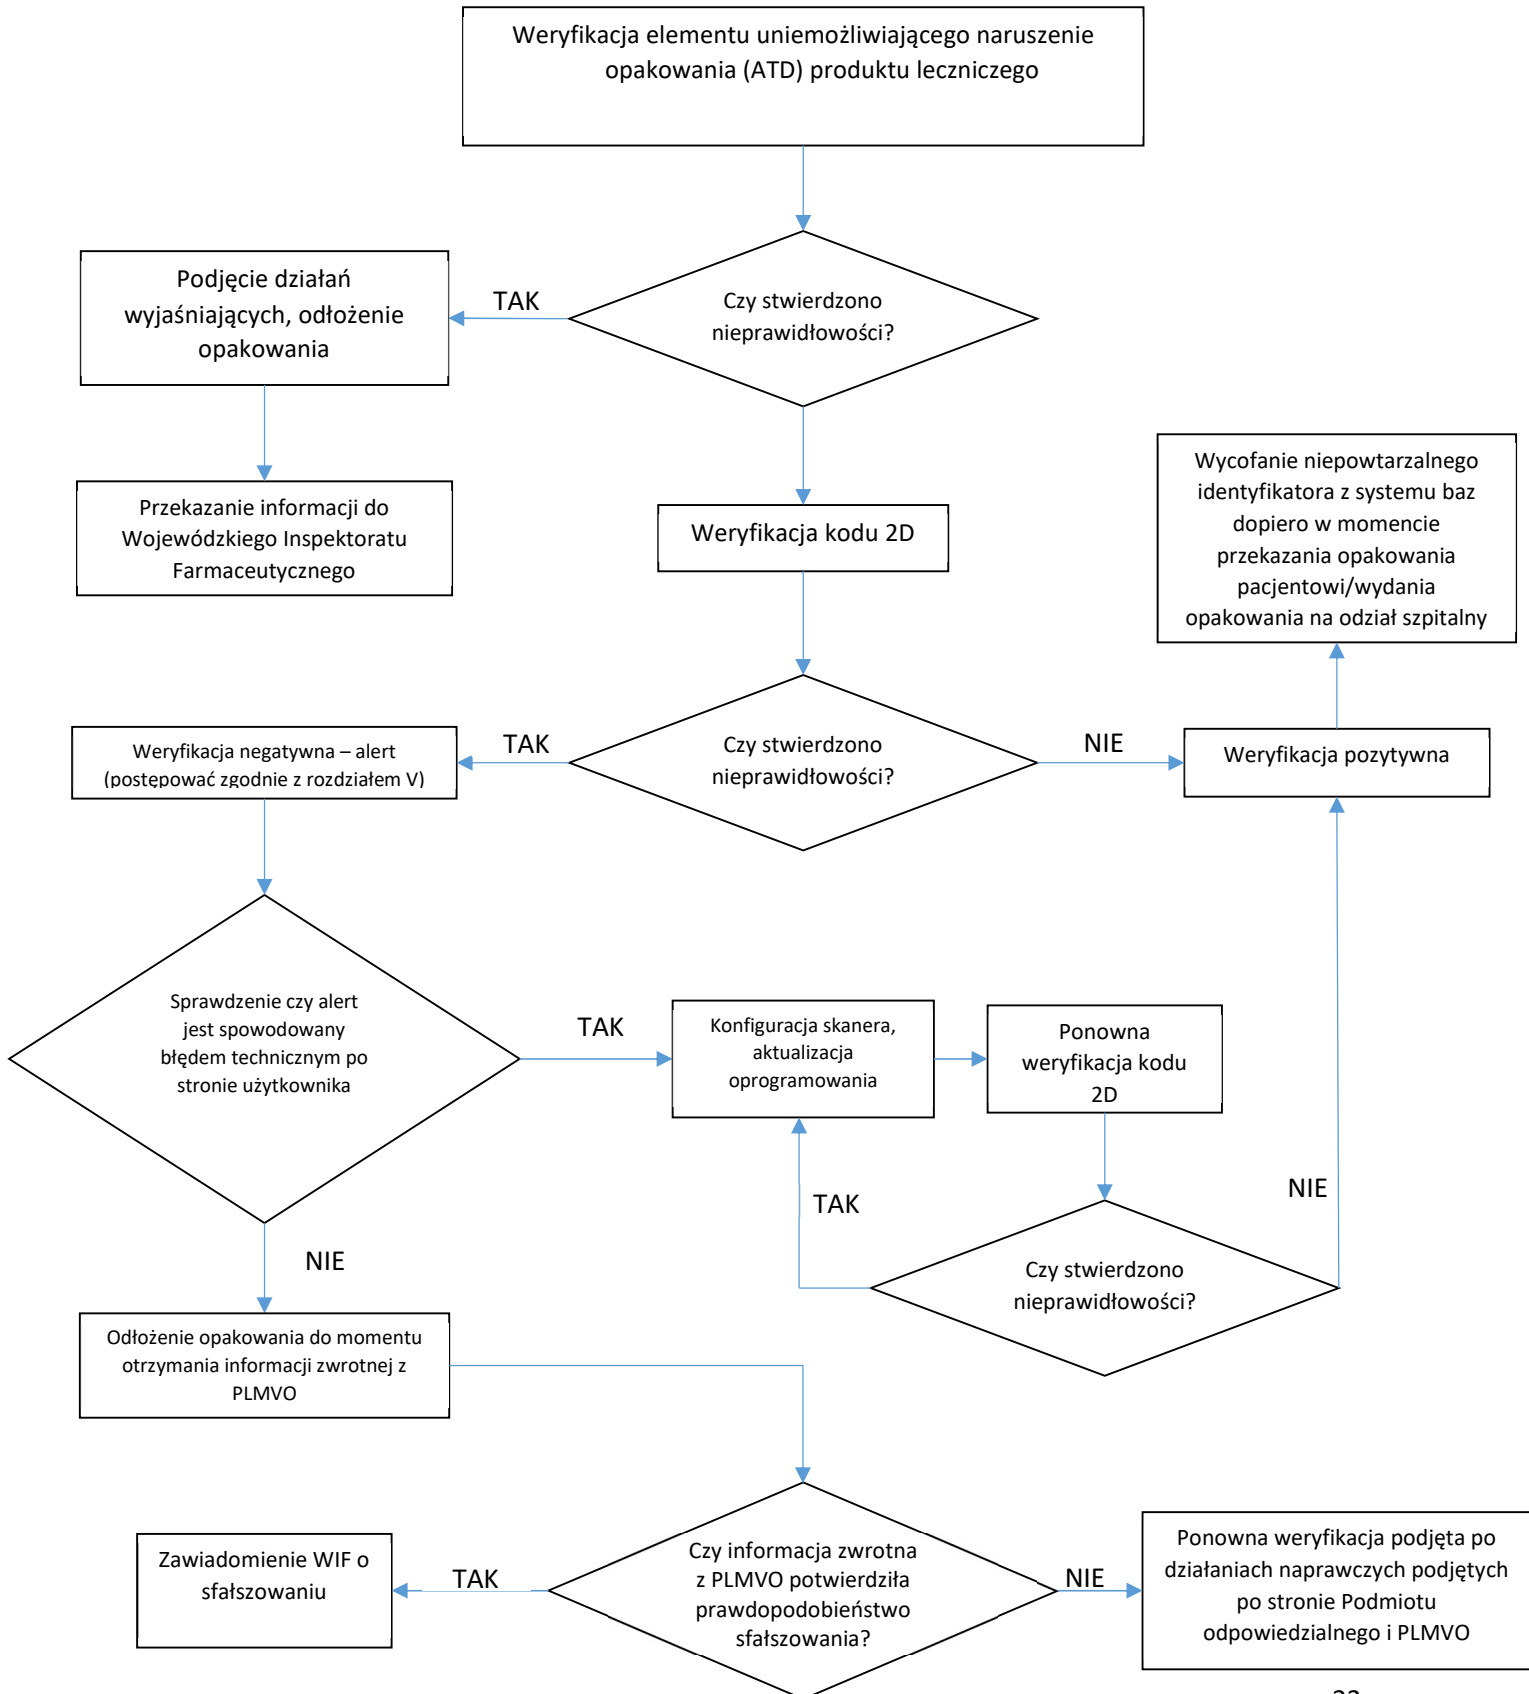 Weryfikacja elementu uniemożliwiającego naruszenie
opakowania (ATD) produktu leczniczego
Podjęcie działań
wyjaśniających, odłożenie
opakowania
TAK
Czy stwierdzono
nieprawidłowości?
Przekazanie informacji do
Wojewódzkiego Inspektoratu
Farmaceutycznego
Weryfikacja kodu 2D
Wycofanie niepowtarzalnego
identyfikatora z systemu baz
dopiero w momencie
przekazania opakowania
pacjentowi/wydania
opakowania na odział szpitalny
Weryfikacja negatywna – alert
(postępować zgodnie z rozdziałem V)
TAK
Czy stwierdzono
nieprawidłowości?
NIE
Weryfikacja pozytywna
Sprawdzenie czy alert
jest spowodowany
błędem technicznym po
stronie użytkownika
TAK
Konfiguracja skanera,
aktualizacja
oprogramowania
Ponowna
weryfikacja kodu
2D
TAK
NIE
Czy stwierdzono
nieprawidłowości?
NIE
Odłożenie opakowania do momentu
otrzymania informacji zwrotnej z
PLMVO
Zawiadomienie WIF o
sfałszowaniu
TAK
Czy informacja zwrotna
z PLMVO potwierdziła
prawdopodobieństwo
sfałszowania?
NIE
Ponowna weryfikacja podjęta po
działaniach naprawczych podjętych
po stronie Podmiotu
odpowiedzialnego i PLMVO